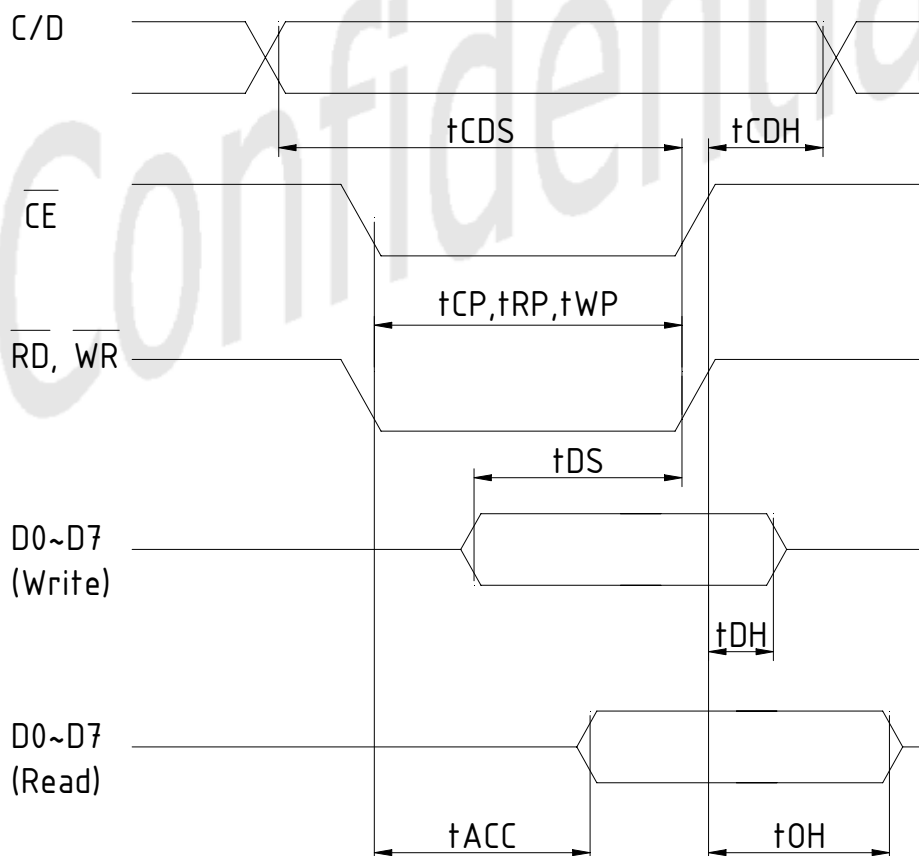 C/D
tCDS
tCDH
CE
tCP,tRP,tWP
RD, WR
tDS
D0~D7
(Write)
tDH
D0~D7
(Read)
tACC
tOH
Confidential